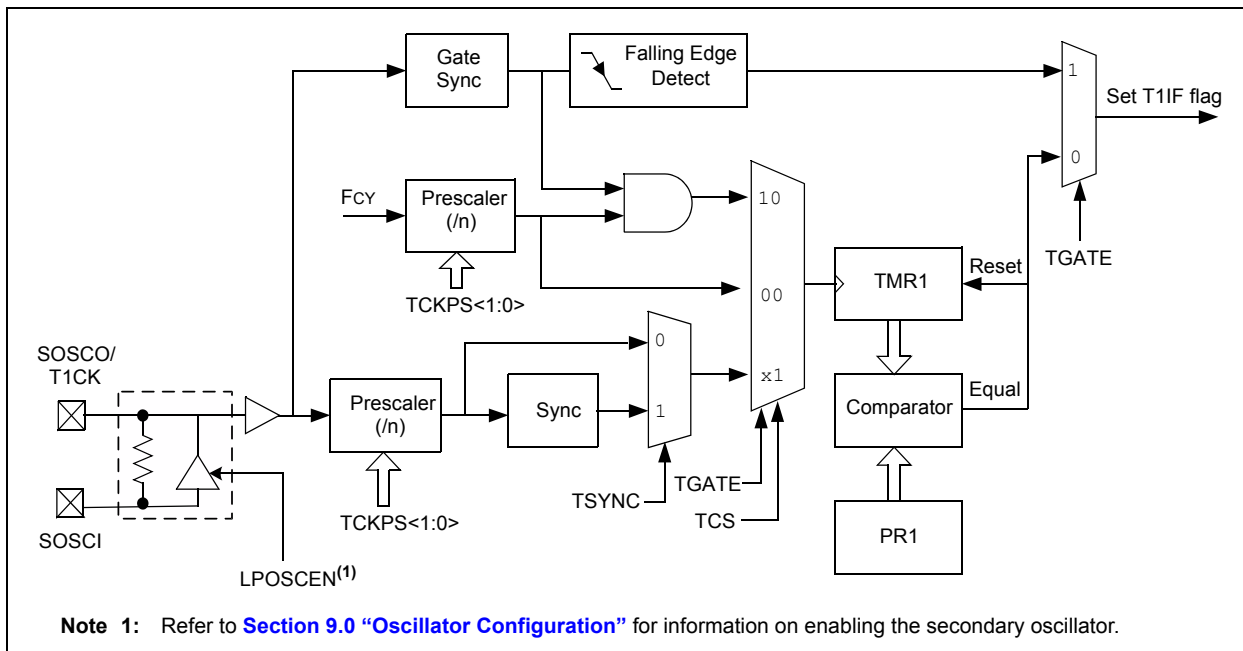 Gate
Sync
Falling Edge
Detect
1
Set T1IF flag
0
TGATE
FCY
Prescaler
(/n)
TCKPS<1:0>
10
00
x1
TMR1
Reset
SOSCO/
T1CK
SOSCI
Prescaler
(/n)
TCKPS<1:0>
Sync
0
1
TSYNC
TGATE
TCS
Comparator
Equal
PR1
LPOSCEN(1)
Note 1: Refer to Section 9.0 “Oscillator Configuration” for information on enabling the secondary oscillator.